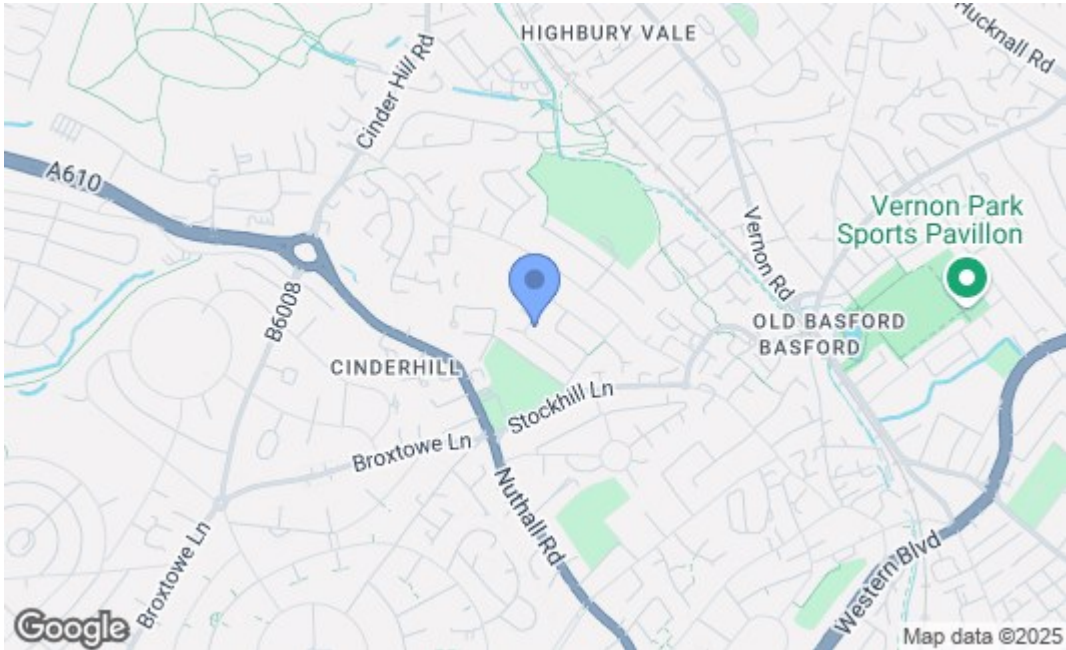 HIGHBURY VALE
Hucknall Rd
Cinder Hill Rd
A610
Vernon Park
Sports Pavillon
Vernon Rd
B6008
OLD BASFORD
BASFORD
CINDERHILL
Stockhill Ln
Broxtowe Ln
Nuthall Rd
Western Blvd
Broxtowe Ln
Google
Map data ©2025